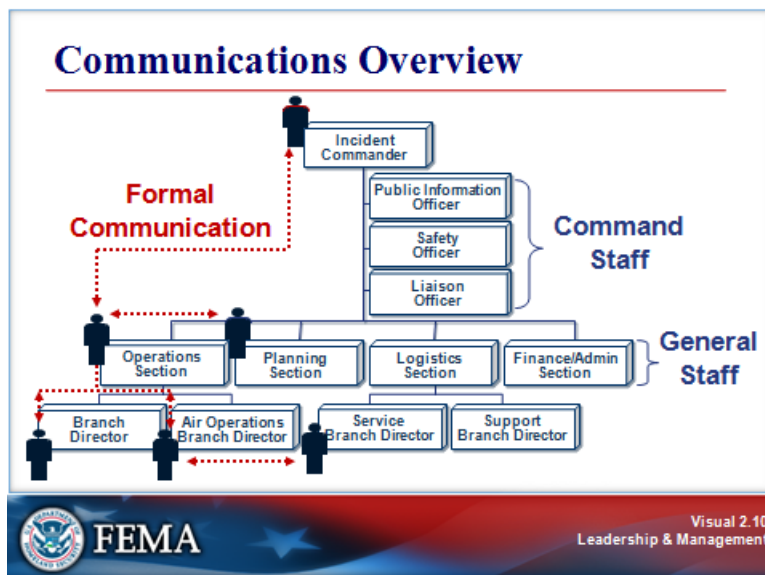 Communications Overview
Incident
Commander
Formal
Communication
Public Information
Officer
Safety
Officer
Liaison
Officer
Command
Staff
Operations
Section
Planning
Section
Logistics
Section
Finance/Admin
Section
General
Staff
Branch
Director
Air Operations
Branch Director
Service
Branch Director
Support
Branch Director
FEMA
Visual 2.10
Leadership & Management